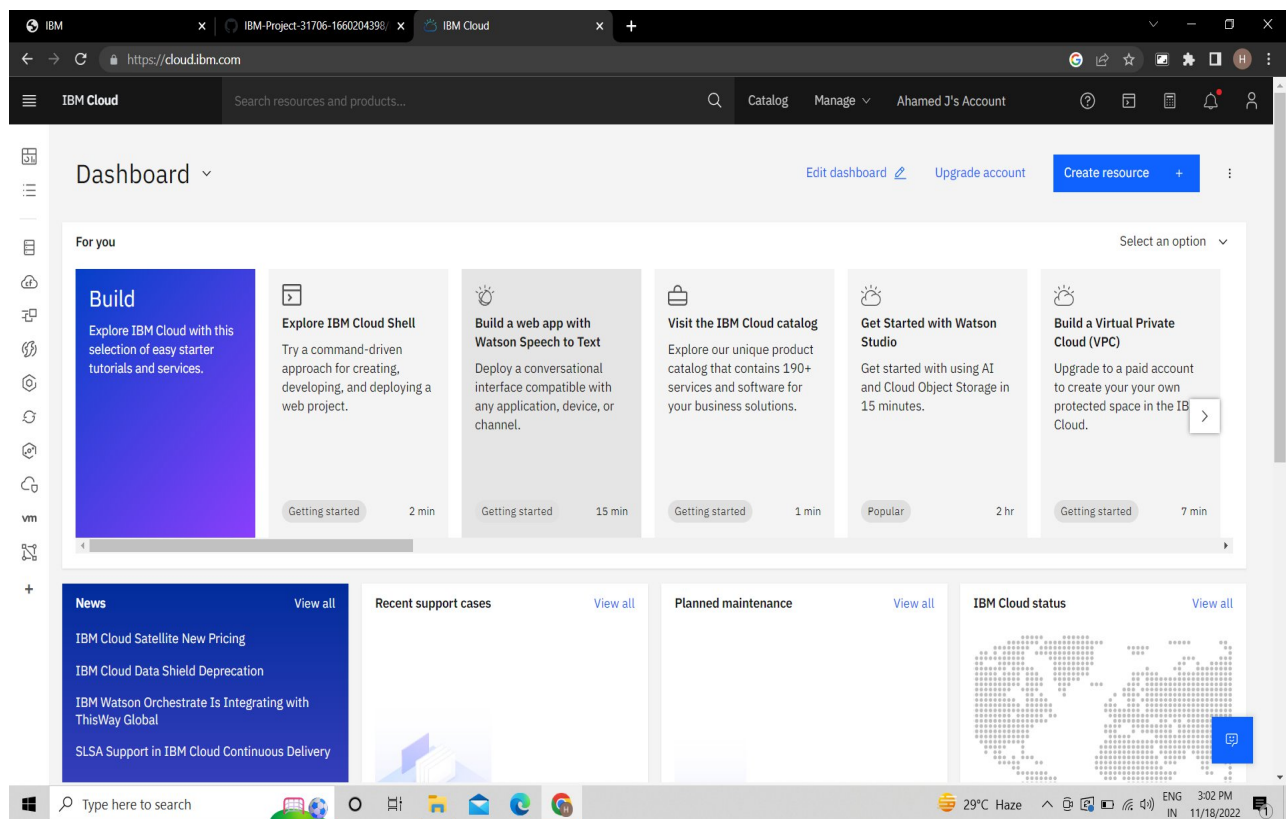 IBM
IBM-Project-31706-1660204398/
IBM Cloud
https://cloud.ibm.com
H
IBM Cloud
Search resources and products...
Catalog
Manage
Ahamed J's Account
Dashboard
Edit dashboard
Upgrade account
Create resource +
For you
Select an option
Build
Explore IBM Cloud with this
selection of easy starter
tutorials and services.
Explore IBM Cloud Shell
Try a command-driven
approach for creating,
developing, and deploying a
web project.
Getting started
2 min
Build a web app with
Watson Speech to Text
Deploy a conversational
interface compatible with
any application, device, or
channel.
Getting started
15 min
Visit the IBM Cloud catalog
Explore our unique product
catalog that contains 190+
services and software for
your business solutions.
Getting started
1 min
Get Started with Watson
Studio
Get started with using AI
and Cloud Object Storage in
15 minutes.
Popular
2 hr
Build a Virtual Private
Cloud (VPC)
Upgrade to a paid account
to create your your own
protected space in the IB
Cloud.
Getting started
7 min
cf
vm
News
View all
IBM Cloud Satellite New Pricing
IBM Cloud Data Shield Deprecation
IBM Watson Orchestrate Is Integrating with
ThisWay Global
SLSA Support in IBM Cloud Continuous Delivery
Recent support cases
View all
Planned maintenance
View all
IBM Cloud status
View all
Type here to search
29°C Haze
ENG
IN
3:02 PM
11/18/2022
1